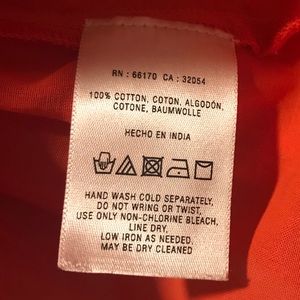 RN : 66170 CA : 32054
100% COTTON, COTON, ALGODÓN,
COTONE, BAUMWOLLE
HECHO EN INDIA
HAND WASH COLD SEPARATELY,
DO NOT WRING OR TWIST,
USE ONLY NON-CHLORINE BLEACH,
LINE DRY,
LOW IRON AS NEEDED,
MAY BE DRY CLEANED